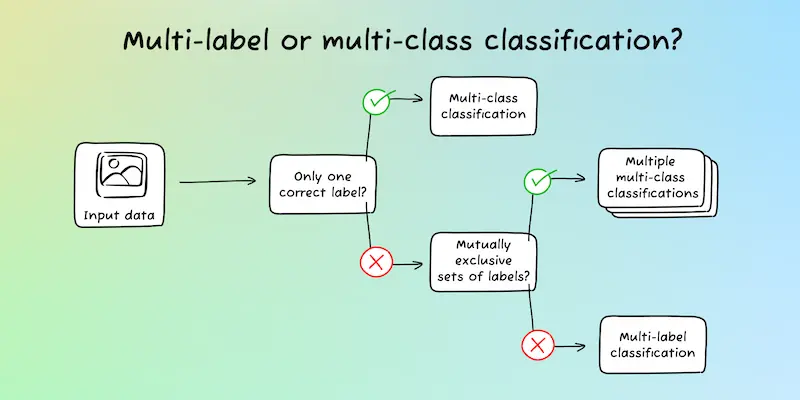 Multi-label or multi-class classification?
Multi-class
classification
Input data
Only one
correct label?
Multiple
multi-class
classifications
Mutually
exclusive
sets of labels?
Multi-label
classification